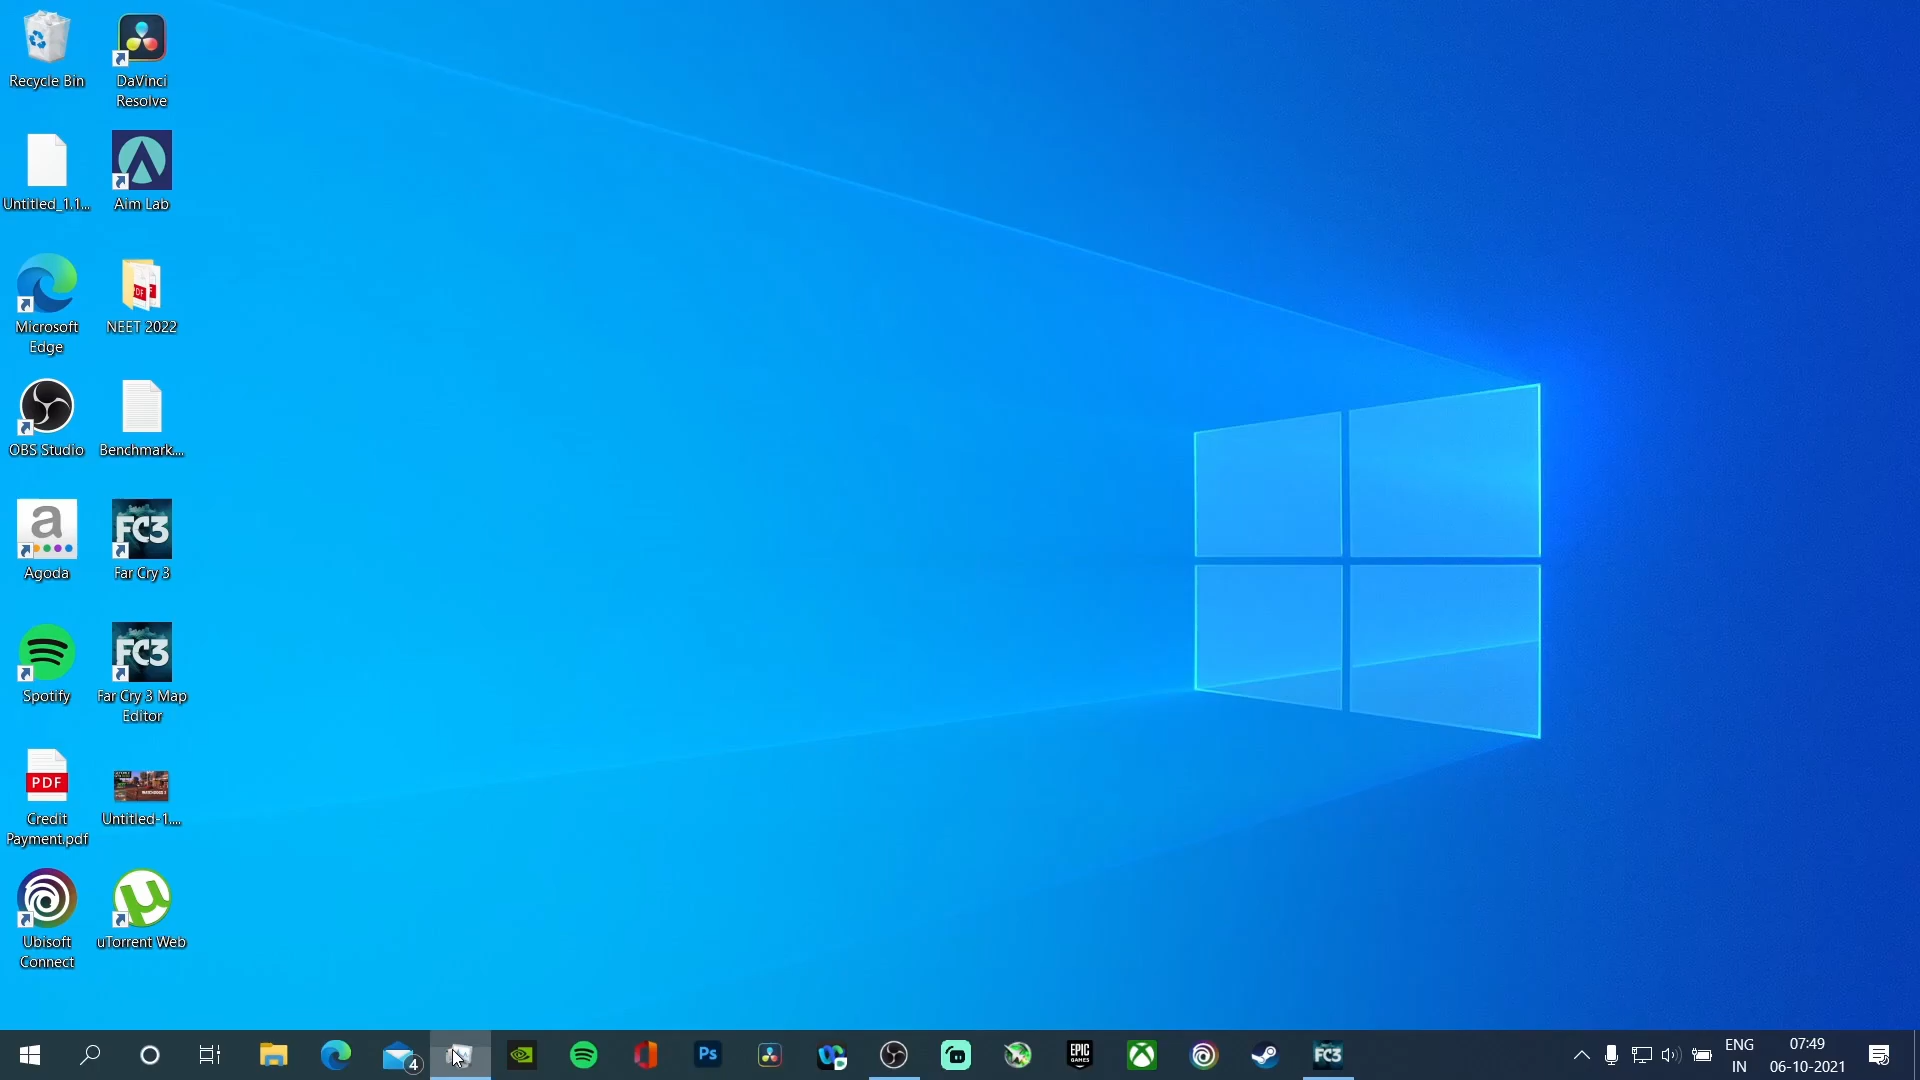 Recycle Bin
DaVinci
Resolve
Untitled_1.1...
Aim Lab
Microsoft
Edge
NEET 2022
OBS Studio
Benchmark....
a
Agoda
FC3
Far Cry 3
Spotify
FC3
Far Cry 3 Map
Editor
PDF
Credit
Payment.pdf
Untitled-1....
Ubisoft
Connect
µ
uTorrent Web
4
Ps
EPIC
GAMES
FC3
ENG
IN
07:49
06-10-2021